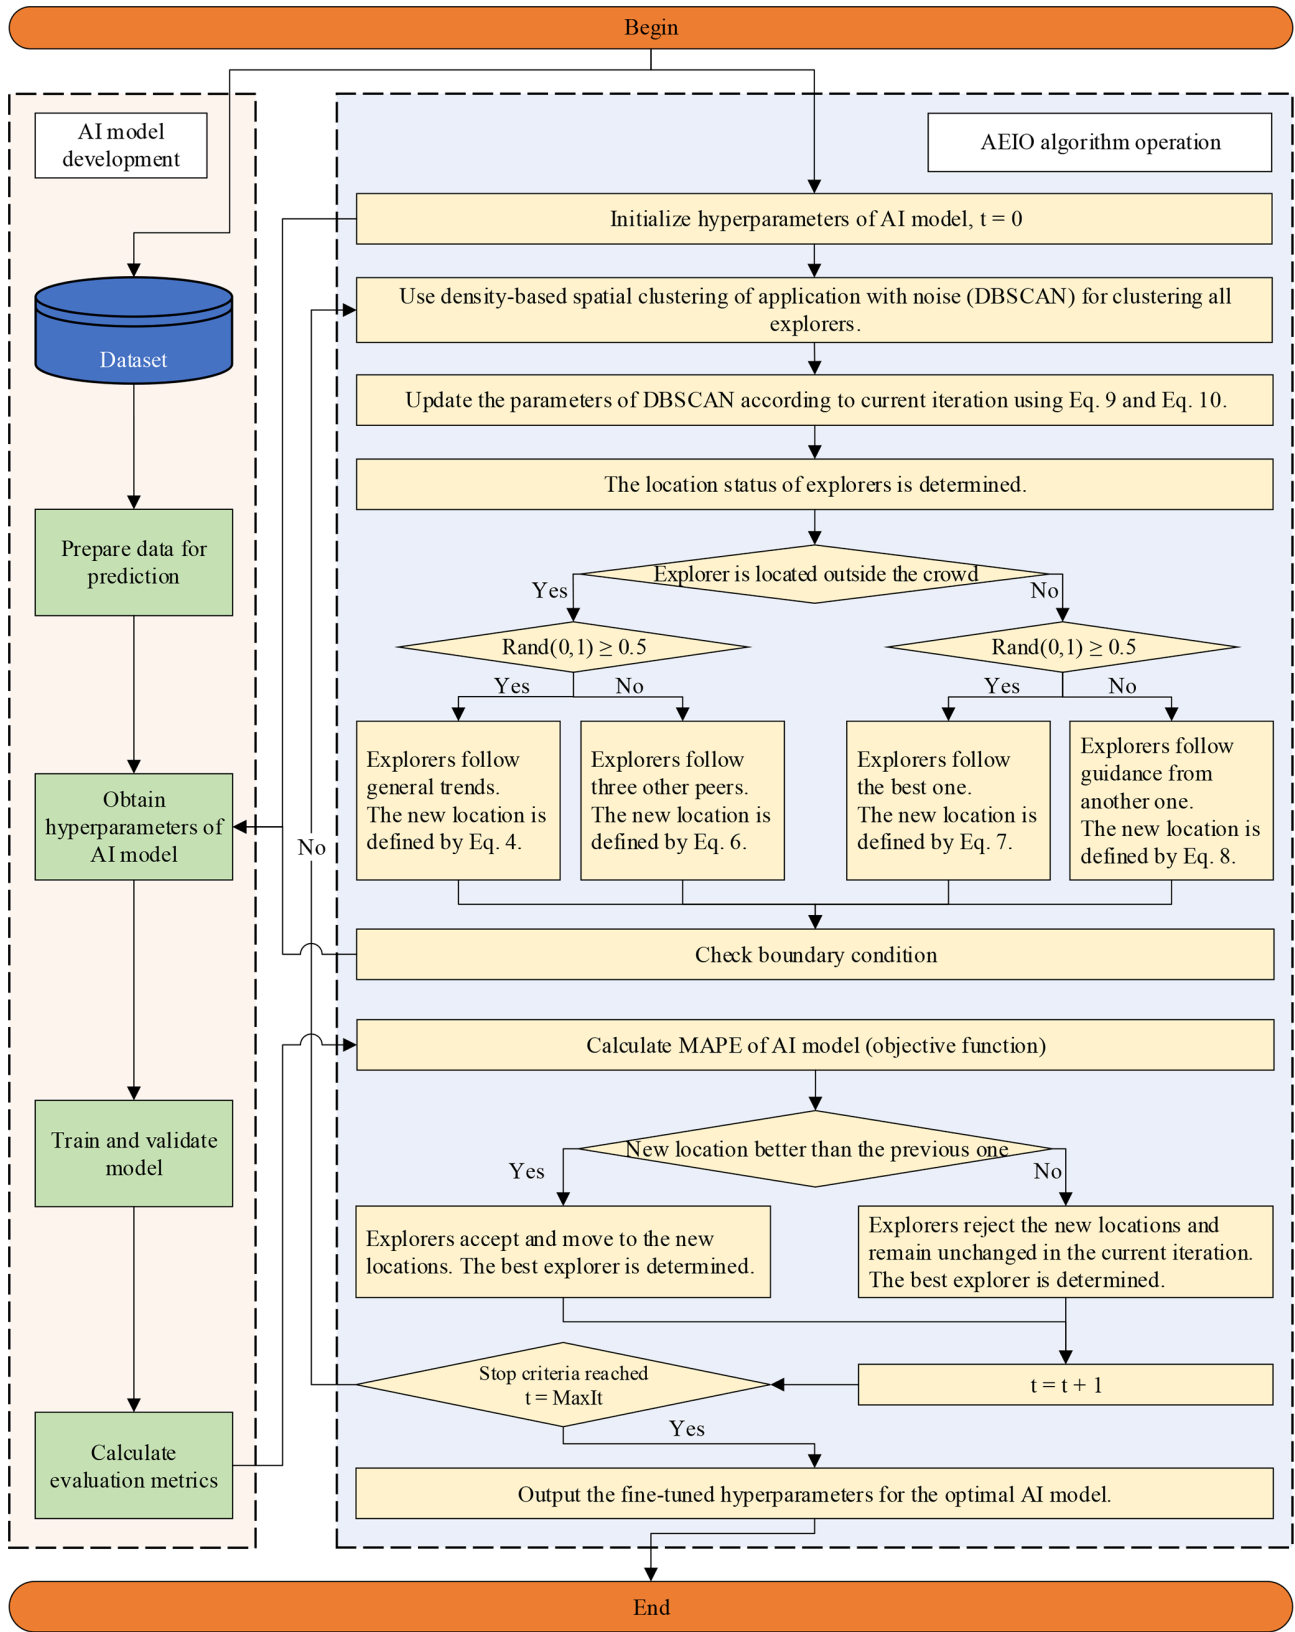 Begin
AI model
development
AEIO algorithm operation
Initialize hyperparameters of AI model, t = 0
Use density-based spatial clustering of application with noise (DBSCAN) for clustering all
explorers.
Dataset
Update the parameters of DBSCAN according to current iteration using Eq. 9 and Eq. 10.
The location status of explorers is determined.
Prepare data for
prediction
Explorer is located outside the crowd
Yes
No
Rand(0,1) ≥ 0.5
Rand(0,1) ≥ 0.5
Yes
No
Yes
No
Explorers follow
general trends.
The new location is
defined by Eq. 4.
Explorers follow
three other peers.
The new location is
defined by Eq. 6.
Explorers follow
the best one.
The new location is
defined by Eq. 7.
Explorers follow
guidance from
another one.
The new location is
defined by Eq. 8.
Obtain
hyperparameters of
AI model
No
Check boundary condition
Calculate MAPE of AI model (objective function)
Train and validate
model
New location better than the previous one
Yes
No
Explorers accept and move to the new
locations. The best explorer is determined.
Explorers reject the new locations and
remain unchanged in the current iteration.
The best explorer is determined.
Stop criteria reached
t = MaxIt
t = t + 1
Yes
Calculate
evaluation metrics
Output the fine-tuned hyperparameters for the optimal AI model.
End